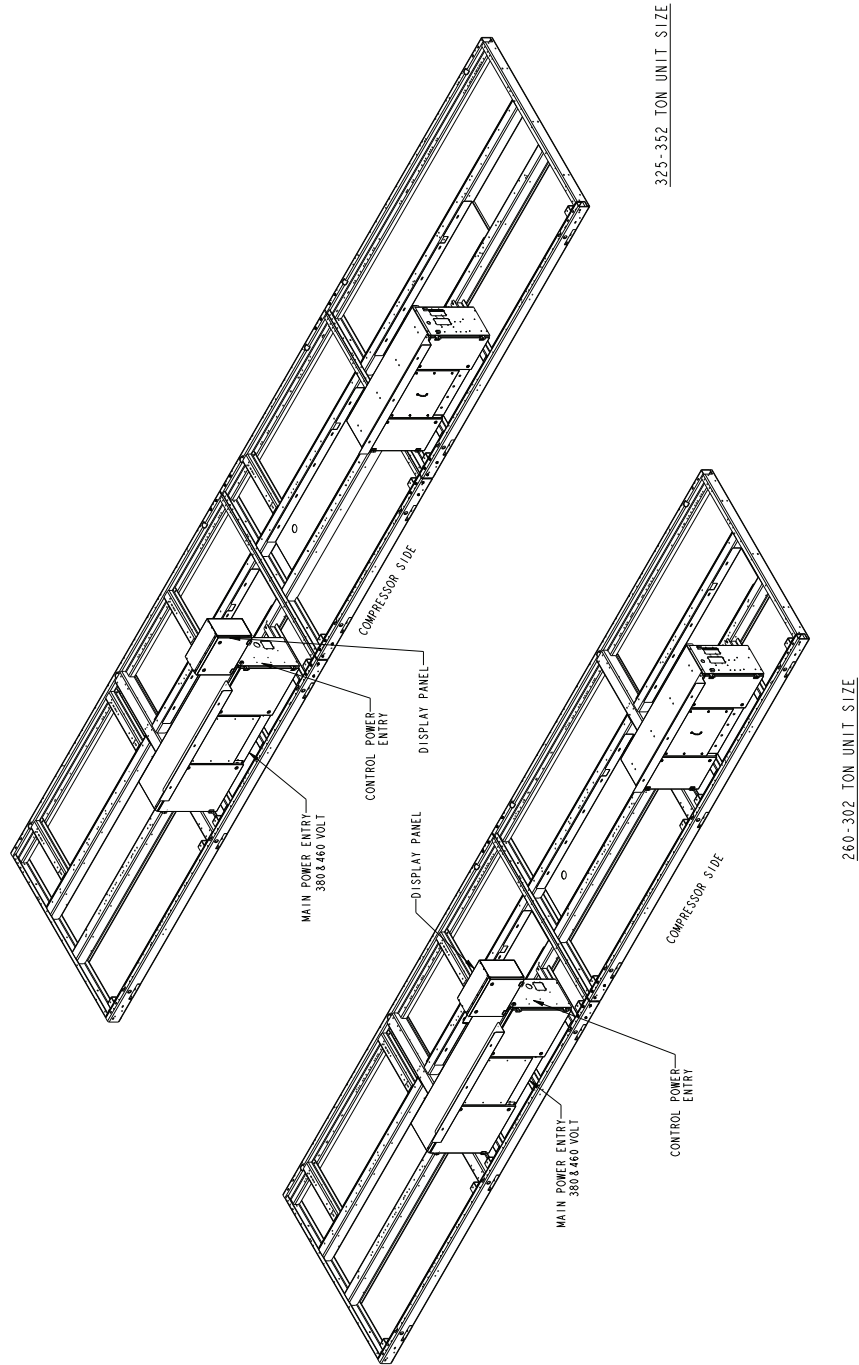 325-352 TON UNIT SIZE
COMPRESSOR SIDE
DISPLAY PANEL
CONTROL POWER
ENTRY
MAIN POWER ENTRY
380&460 VOLT
260-302 TON UNIT SIZE
COMPRESSOR SIDE
DISPLAY PANEL
CONTROL POWER
ENTRY
MAIN POWER ENTRY
380&460 VOLT